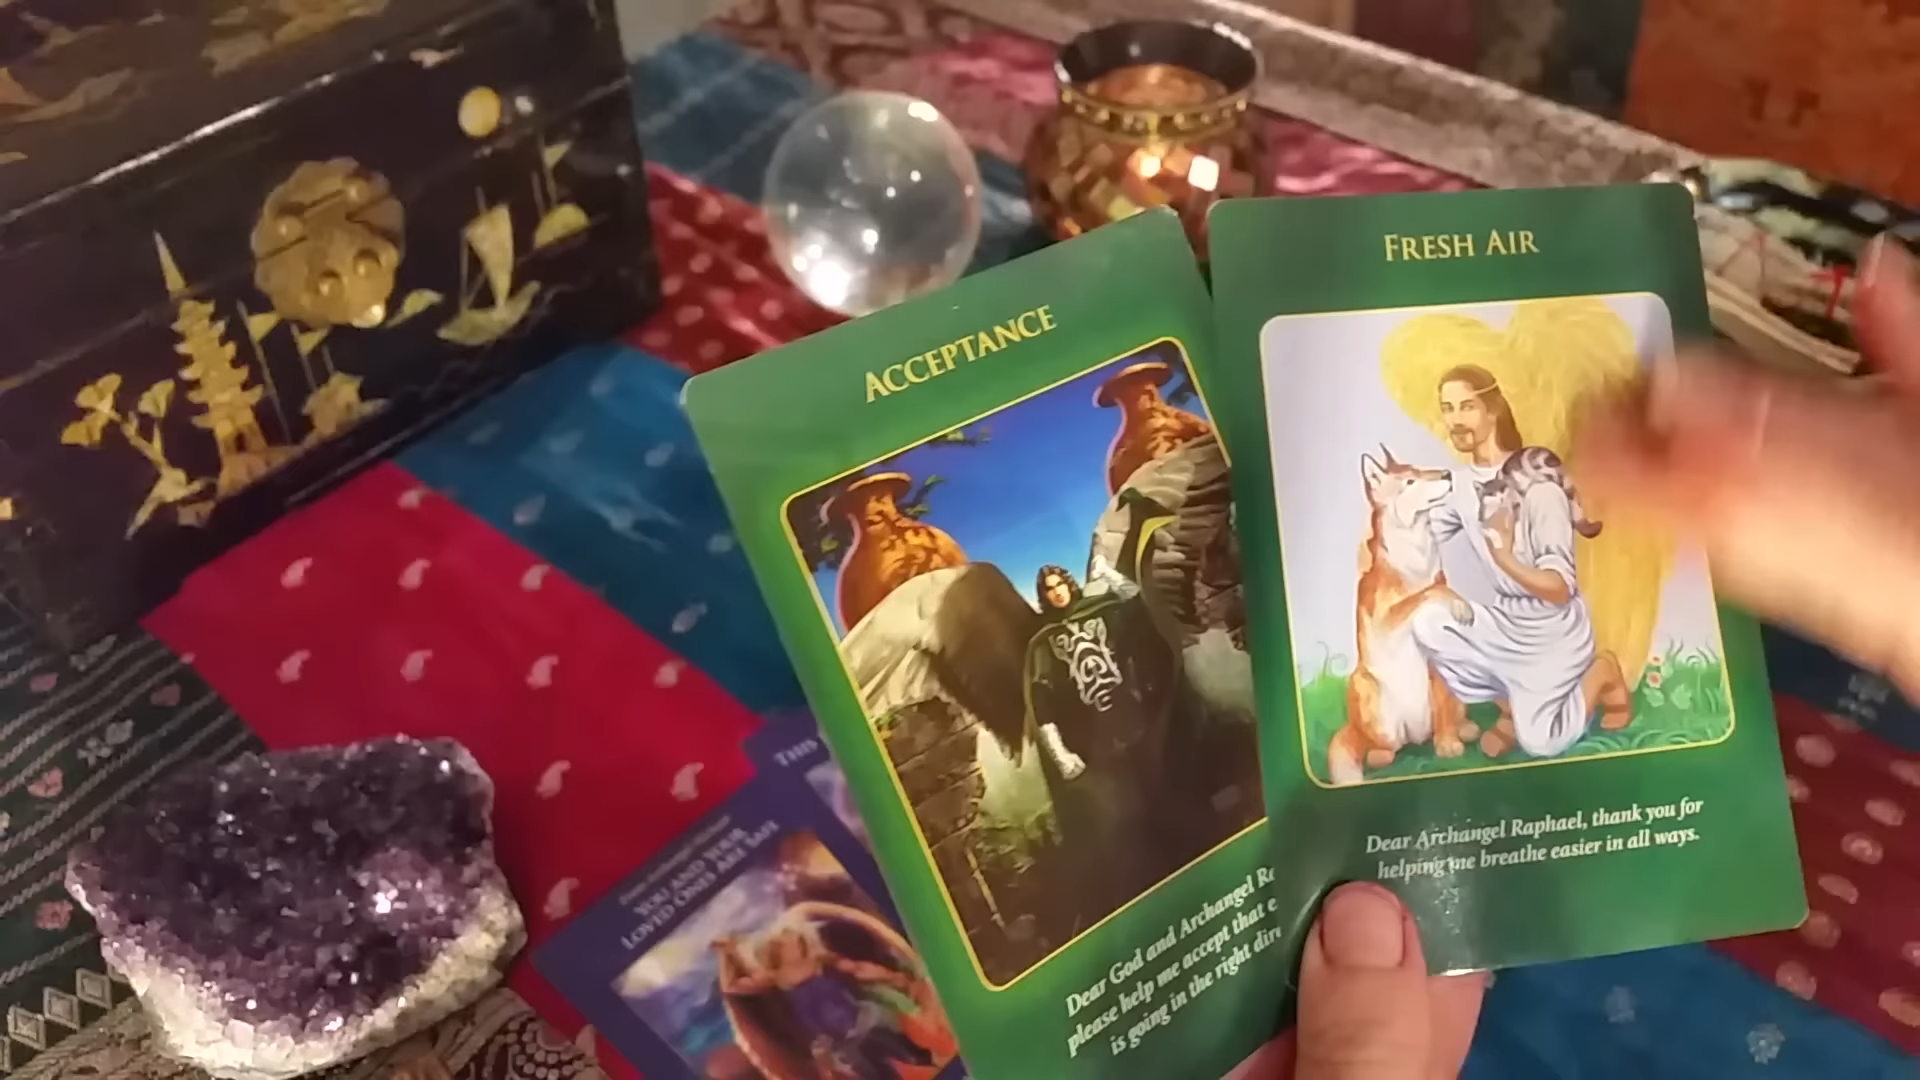 ACCEPTANCE
Dear God and Archangel
please help me accept that
is going in the right
FRESH AIR
Dear Archangel Raphael, thank you for
helping me breathe easier in all ways.
THIS
YOU AND YOUR
LOVED ONES ARE SAFE